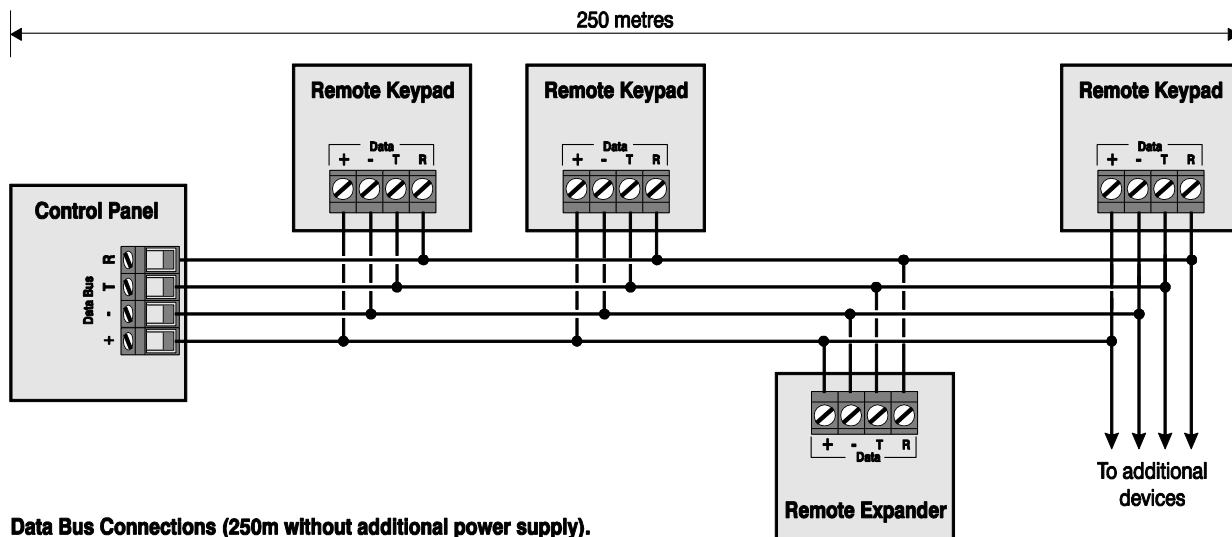 250 metres
Remote Keypad
Data
+ - T R
Remote Keypad
Data
+ - T R
Remote Keypad
Data
+ - T R
Control Panel
Data Bus
R
T
-
+
+ - T R
Data
Remote Expander
To additional
devices
Data Bus Connections (250m without additional power supply).